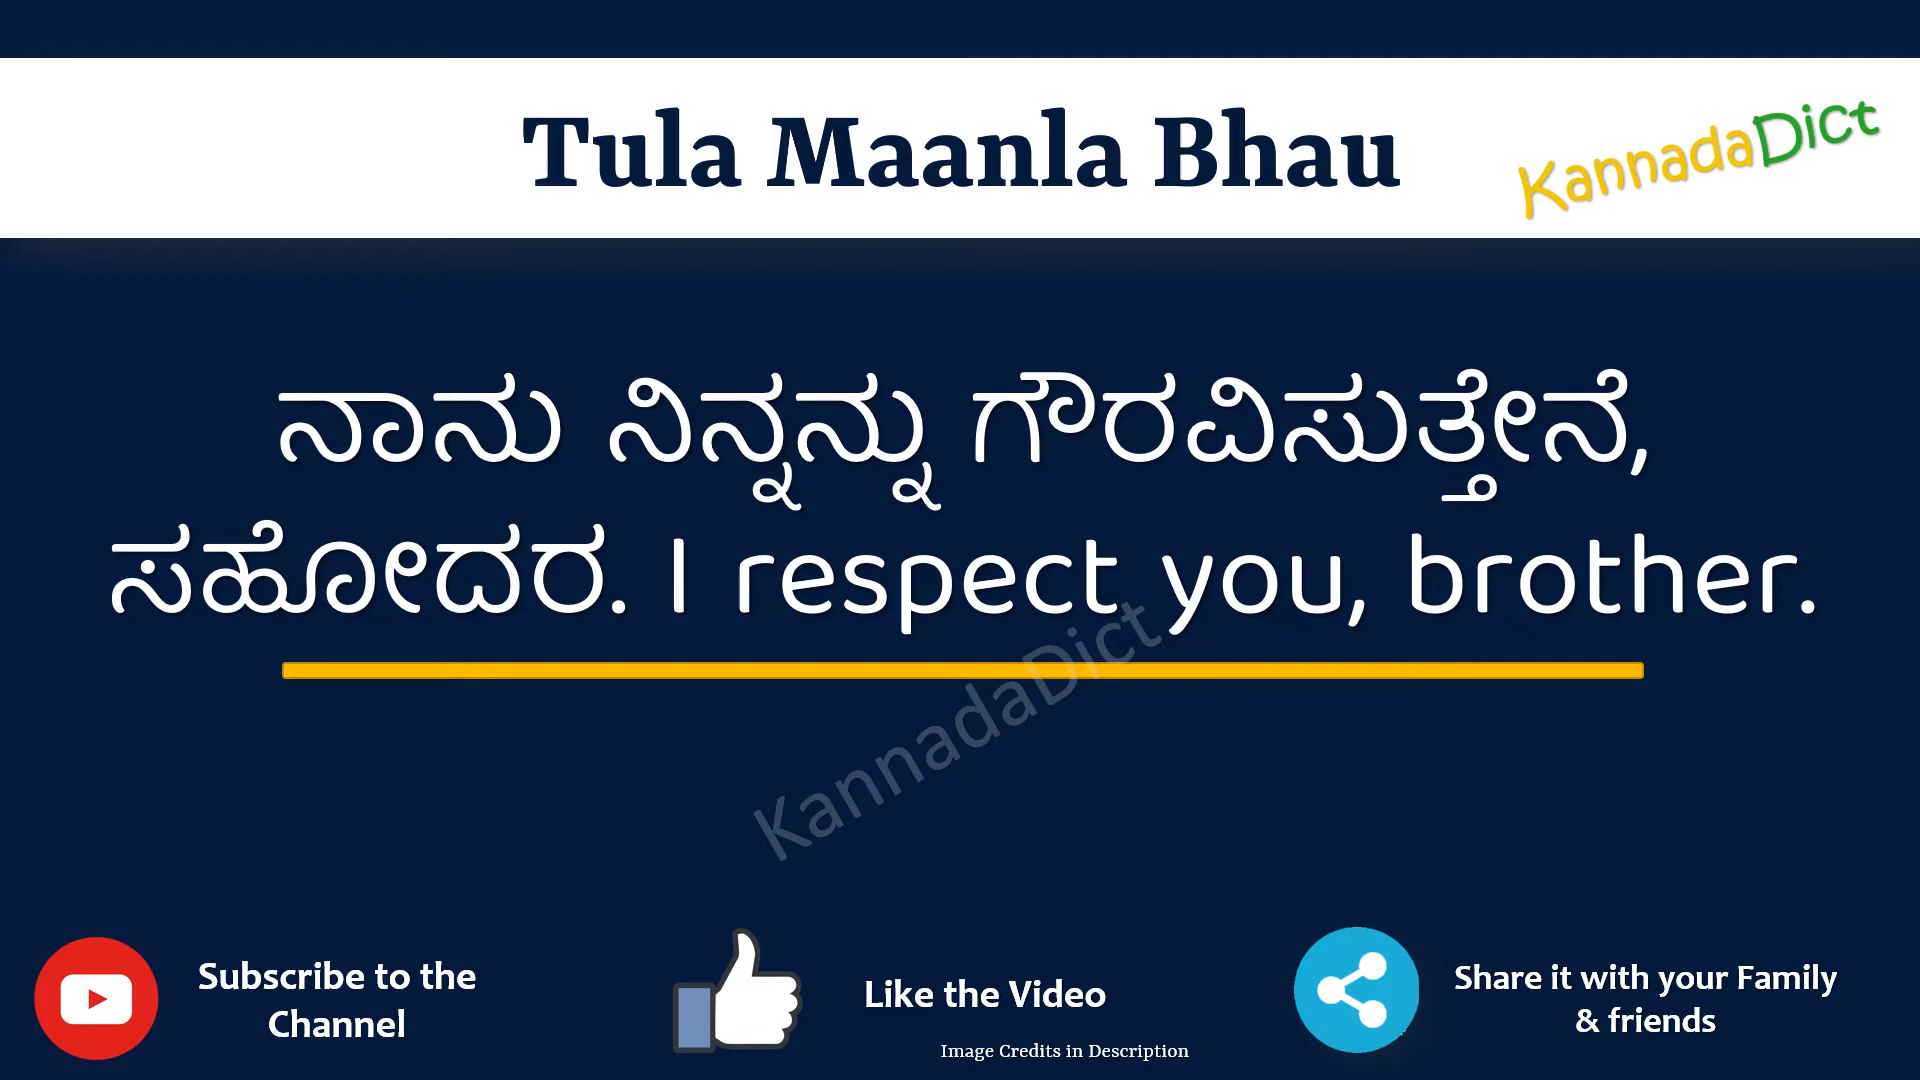 Tula Maanla Bhau
KannadaDict
ನಾನು ನಿನ್ನನ್ನು ಗೌರವಿಸುತ್ತೇನೆ,
ಸಹೋದರ. I respect you, brother.
KannadaDict
Subscribe to the
Channel
Like the Video
Share it with your Family
& friends
Image Credits in Description